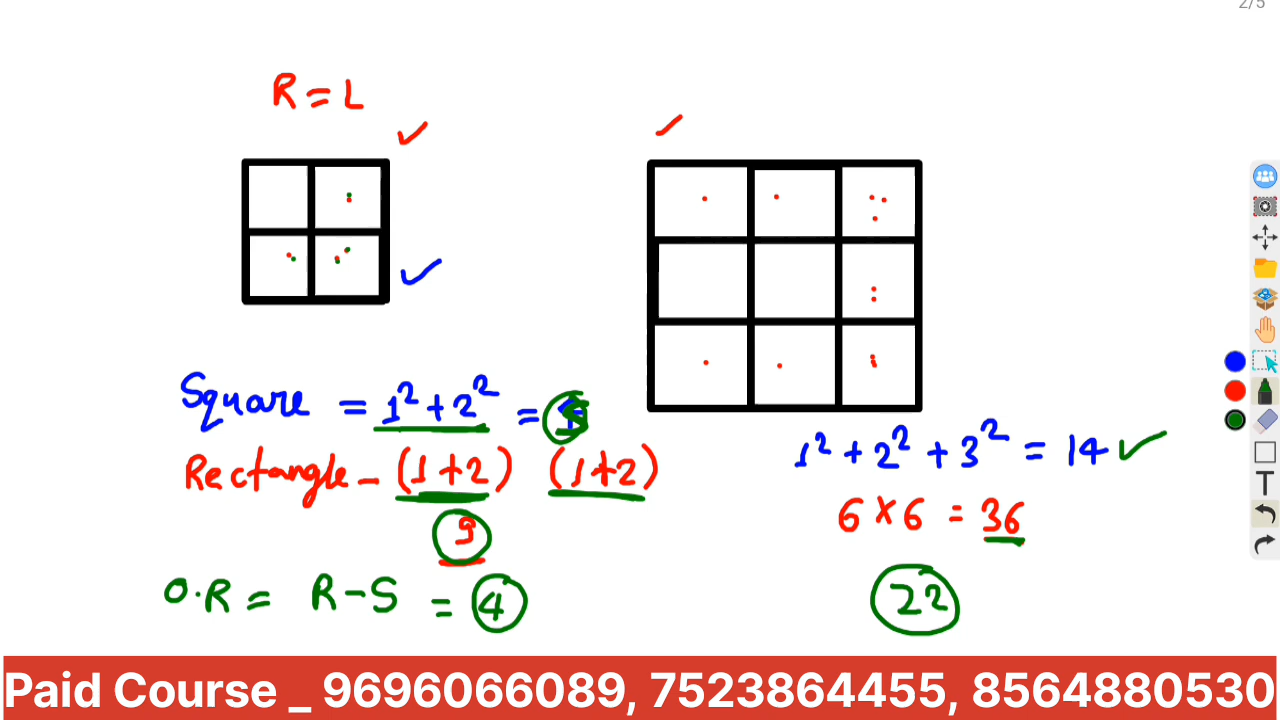 2/5
R = L
Square = 1² + 2² = 5
Rectangle - (1+2) (1+2)
9
O.R = R-S = 4
1² + 2² + 3² = 14
6 × 6 = 36
22
T
Paid Course _ 9696066089, 7523864455, 8564880530